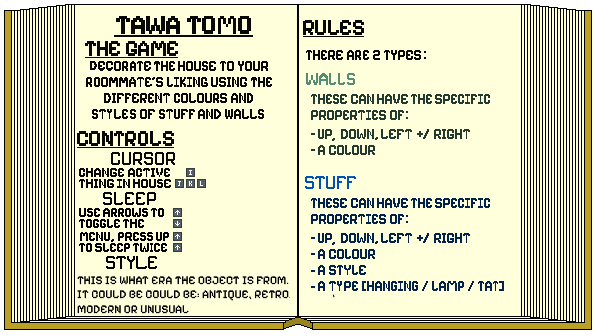 TAWA TOMO
THE GAME
DECORATE THE HOUSE TO YOUR
ROOMMATE'S LIKING USING THE
DIFFERENT COLOURS AND
STYLES OF STUFF AND WALLS
CONTROLS
CURSOR
CHANGE ACTIVE I
THING IN HOUSE J K L
SLEEP
USE ARROWS TO ↑
TOGGLE THE ↓
MENU, PRESS UP ↑
TO SLEEP TWICE ↑
STYLE
THIS IS WHAT ERA THE OBJECT IS FROM.
IT COULD BE COULD BE: ANTIQUE, RETRO
MODERN OR UNUSUAL
RULES
THERE ARE 2 TYPES:
WALLS
THESE CAN HAVE THE SPECIFIC
PROPERTIES OF:
-UP, DOWN, LEFT +/ RIGHT
-A COLOUR
STUFF
THESE CAN HAVE THE SPECIFIC
PROPERTIES OF:
-UP, DOWN, LEFT +/ RIGHT
-A COLOUR
-A STYLE
-A TYPE [HANGING / LAMP / TAT]